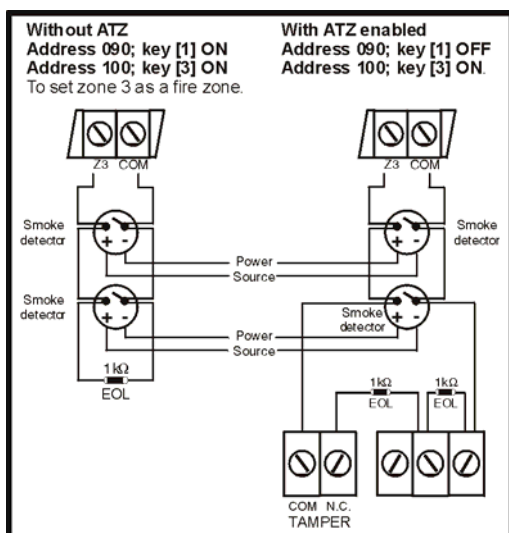 Without ATZ
Address 090; key [1] ON
Address 100; key [3] ON
To set zone 3 as a fire zone.
With ATZ enabled
Address 090; key [1] OFF
Address 100; key [3] ON.
Z3 COM
Z3 COM
Smoke
detector
+ -
Power
Source
+ -
Smoke
detector
Smoke
detector
+ -
Power
Source
Smoke
detector
+ -
1kΩ
EOL
1kΩ
EOL
1kΩ
EOL
COM N.C.
TAMPER